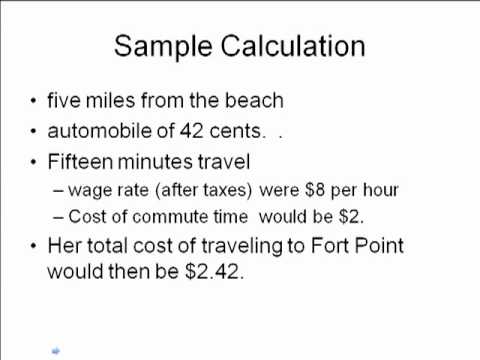 Sample Calculation
• five miles from the beach
• automobile of 42 cents. .
• Fifteen minutes travel
– wage rate (after taxes) were $8 per hour
– Cost of commute time would be $2.
• Her total cost of traveling to Fort Point
would then be $2.42.